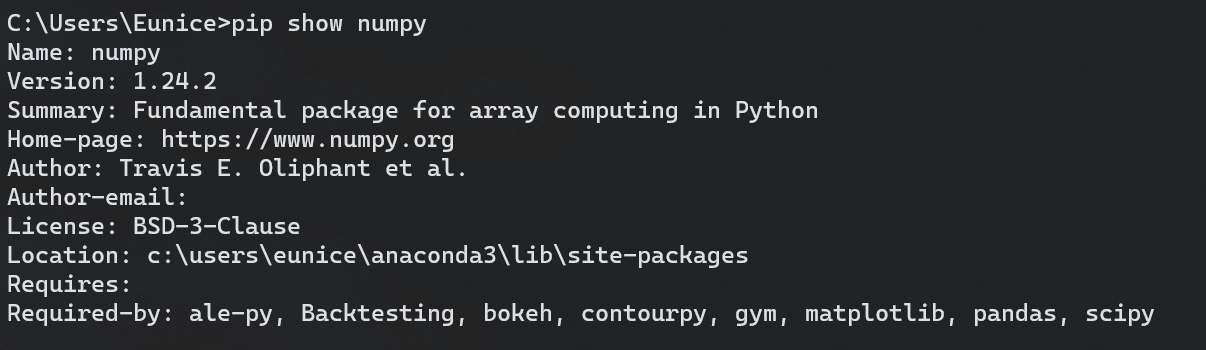 C:\Users\Eunice>pip show numpy
Name: numpy
Version: 1.24.2
Summary: Fundamental package for array computing in Python
Home-page: https://www.numpy.org
Author: Travis E. Oliphant et al.
Author-email:
License: BSD-3-Clause
Location: c:\users\eunice\anaconda3\lib\site-packages
Requires:
Required-by: ale-py, Backtesting, bokeh, contourpy, gym, matplotlib, pandas, scipy